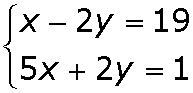 x − 2y = 19
5x + 2y = 1